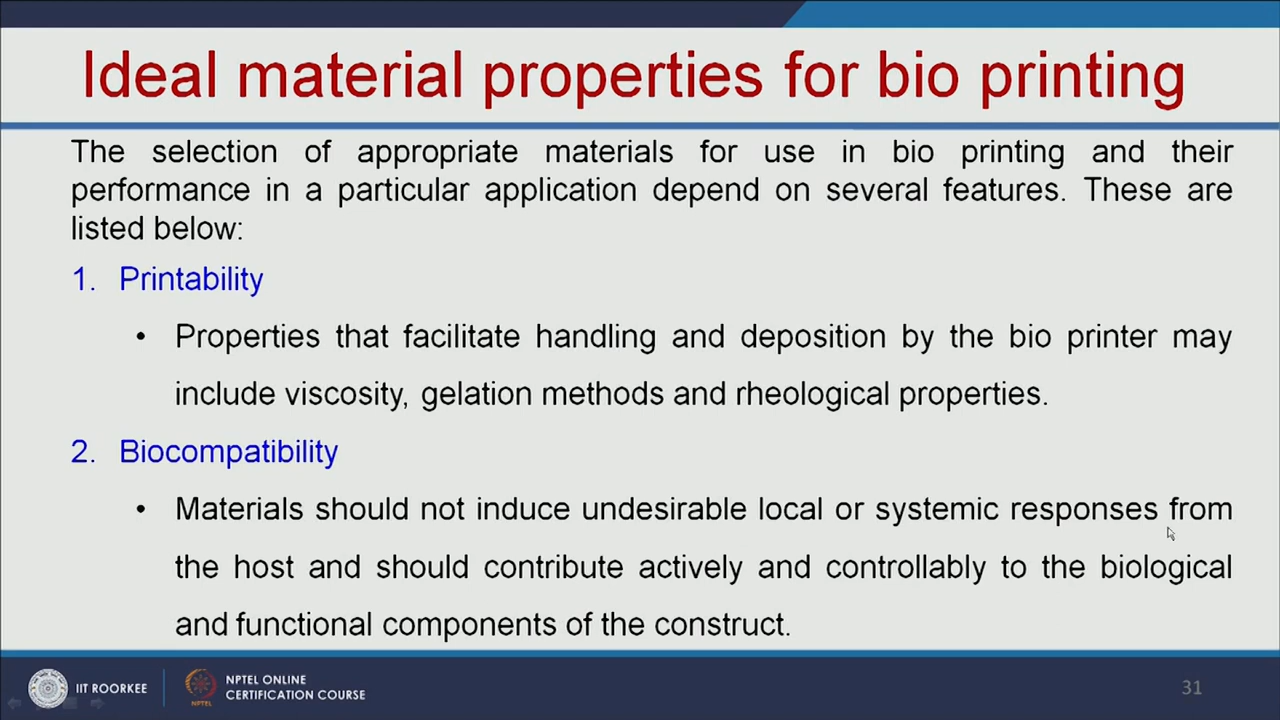 Ideal material properties for bio printing
The selection of appropriate materials for use in bio printing and their
performance in a particular application depend on several features. These are
listed below:
1. Printability
• Properties that facilitate handling and deposition by the bio printer may
include viscosity, gelation methods and rheological properties.
2. Biocompatibility
• Materials should not induce undesirable local or systemic responses from
the host and should contribute actively and controllably to the biological
and functional components of the construct.
IIT ROORKEE
NPTEL
NPTEL ONLINE
CERTIFICATION COURSE
31